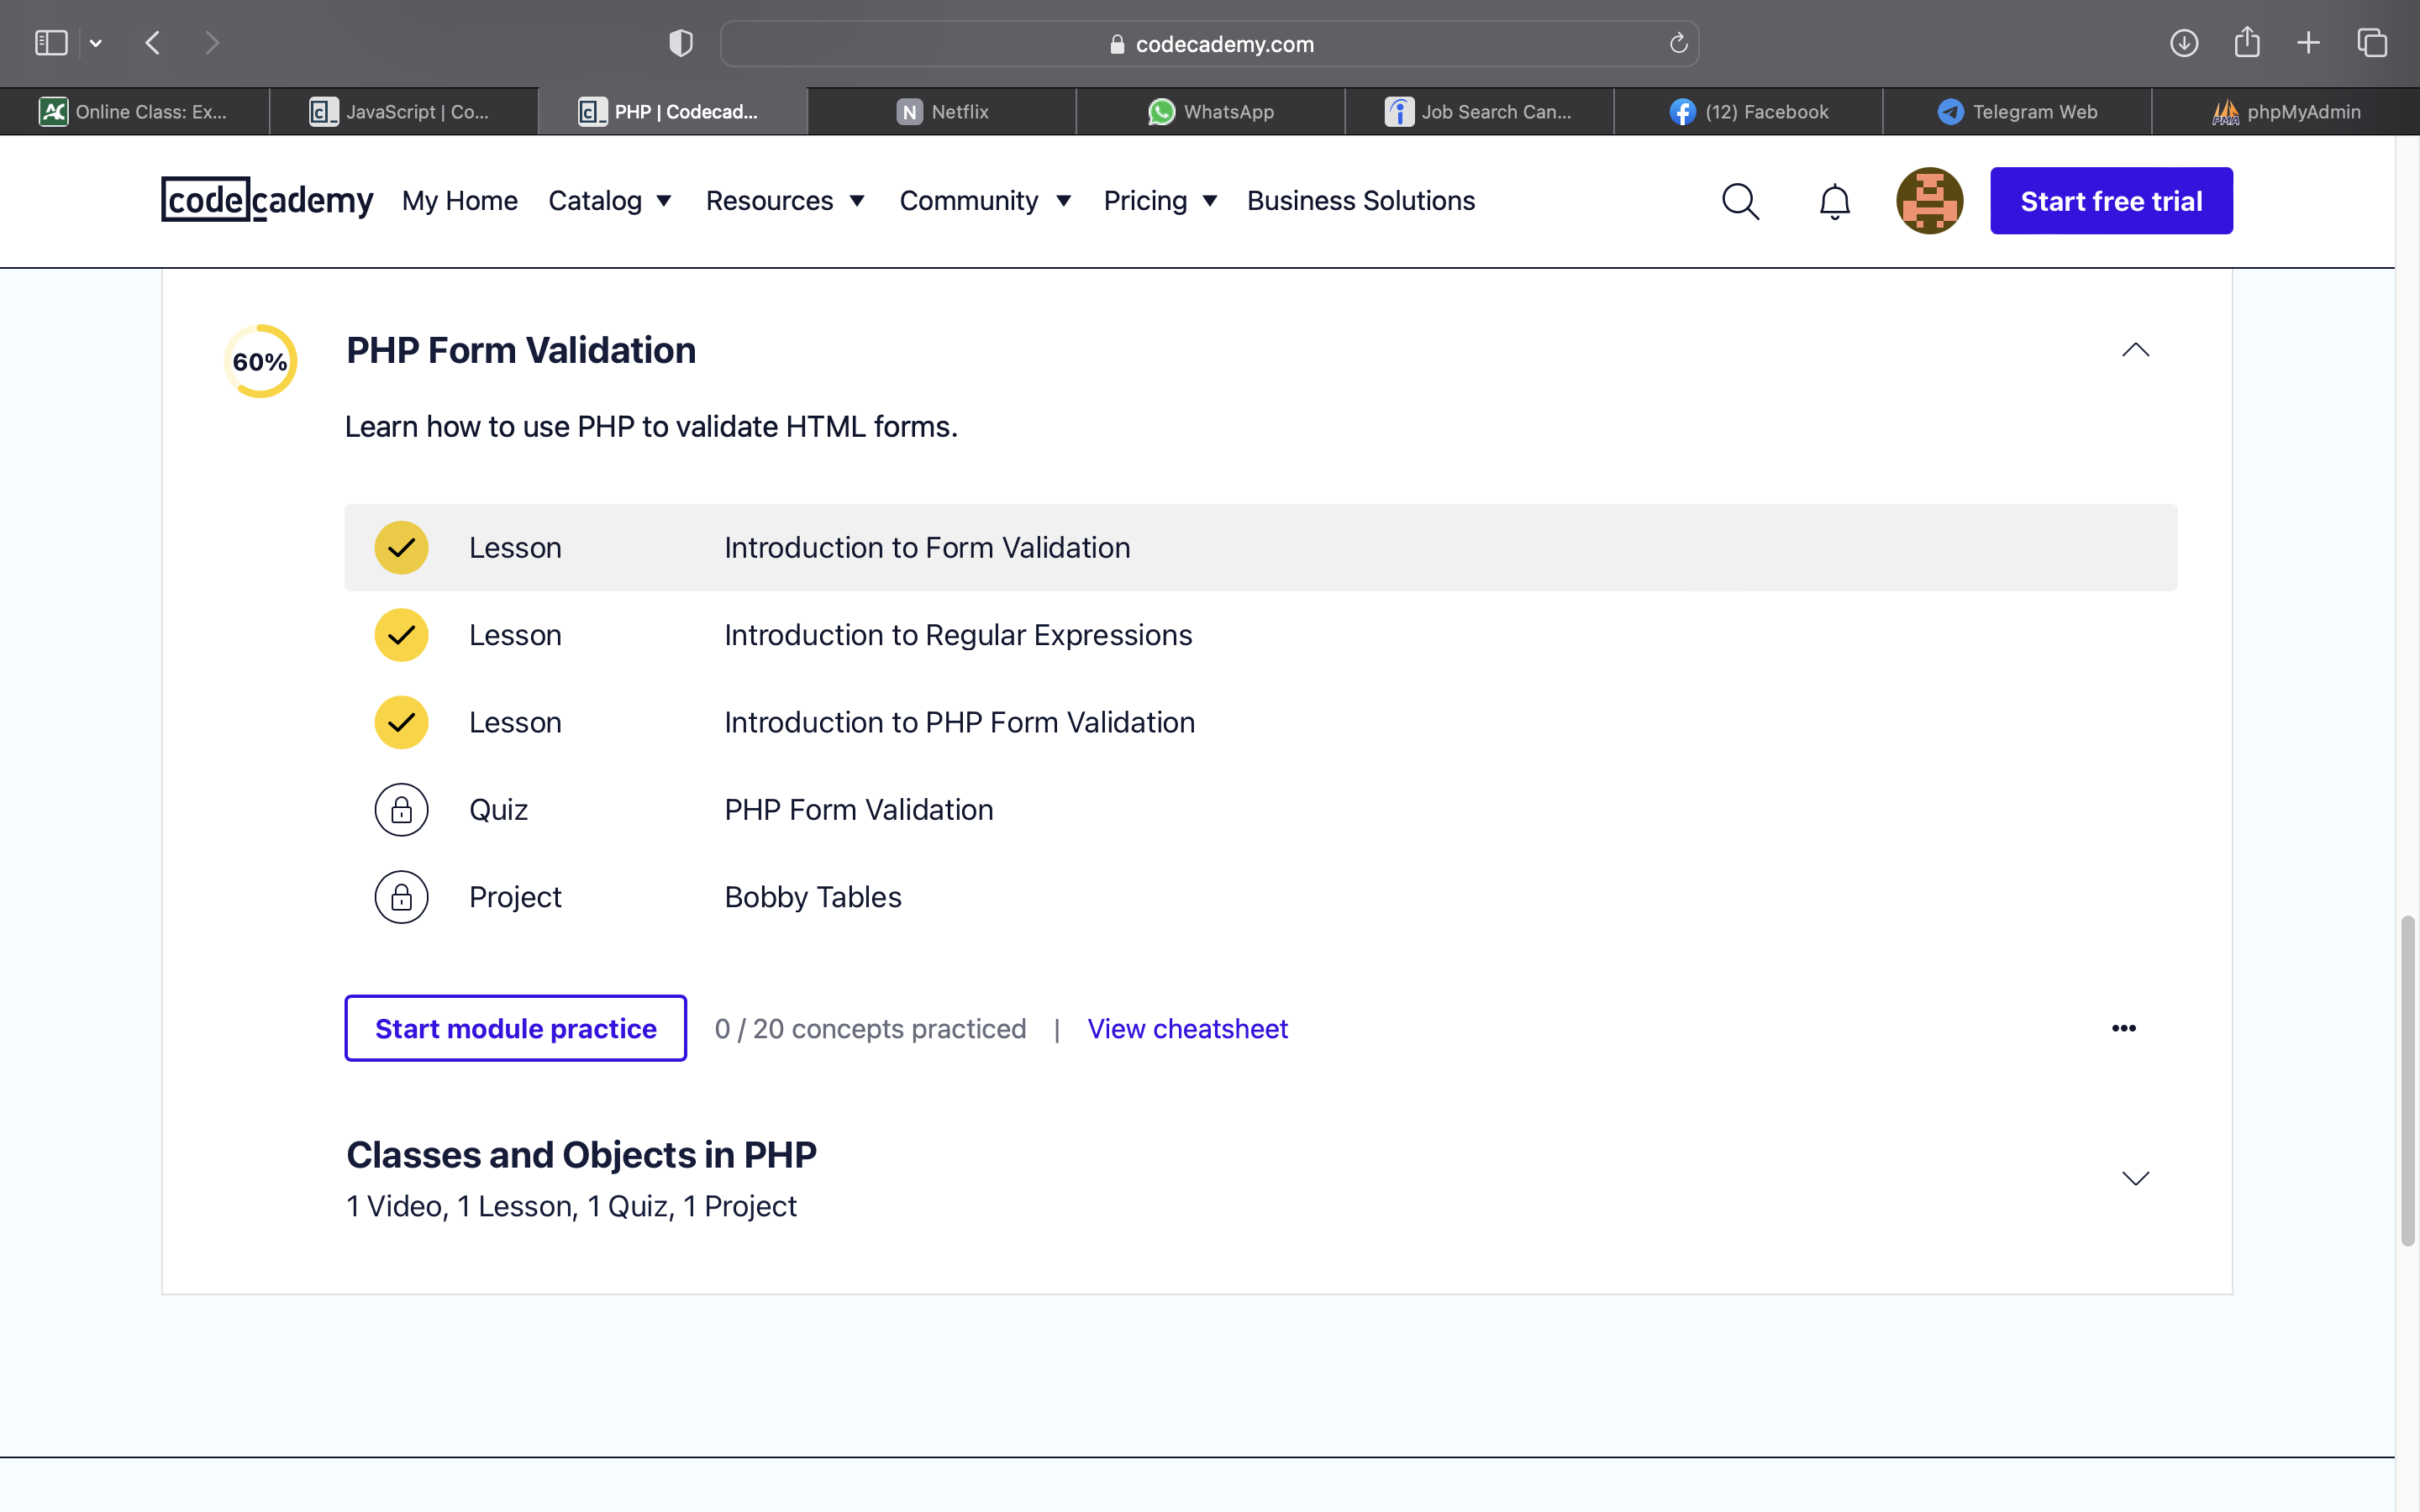 codecademy.com
Online Class: Ex...
JavaScript | Co...
PHP | Codecad...
N Netflix
WhatsApp
Job Search Can...
(12) Facebook
Telegram Web
phpMyAdmin
codecademy My Home Catalog Resources Community Pricing Business Solutions Start free trial
60% PHP Form Validation
Learn how to use PHP to validate HTML forms.
Lesson Introduction to Form Validation
Lesson Introduction to Regular Expressions
Lesson Introduction to PHP Form Validation
Quiz PHP Form Validation
Project Bobby Tables
Start module practice 0 / 20 concepts practiced | View cheatsheet
Classes and Objects in PHP
1 Video, 1 Lesson, 1 Quiz, 1 Project